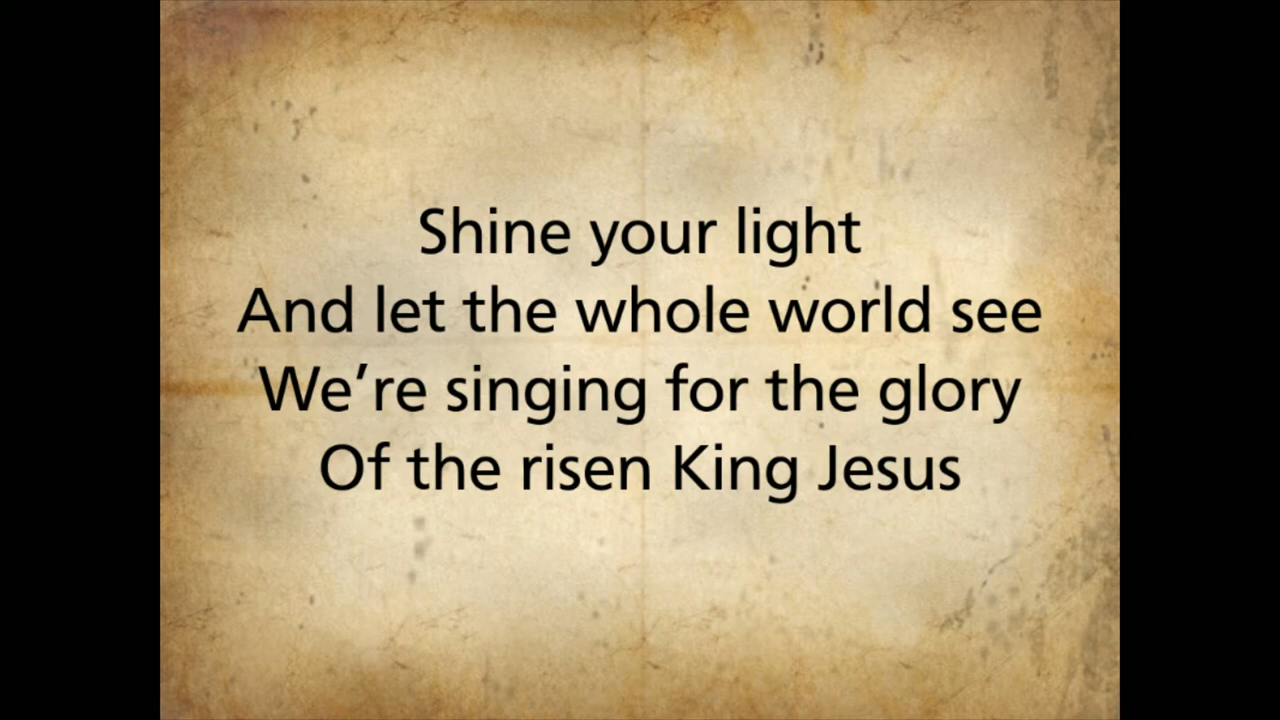 Shine your light
And let the whole world see
We’re singing for the glory
Of the risen King Jesus